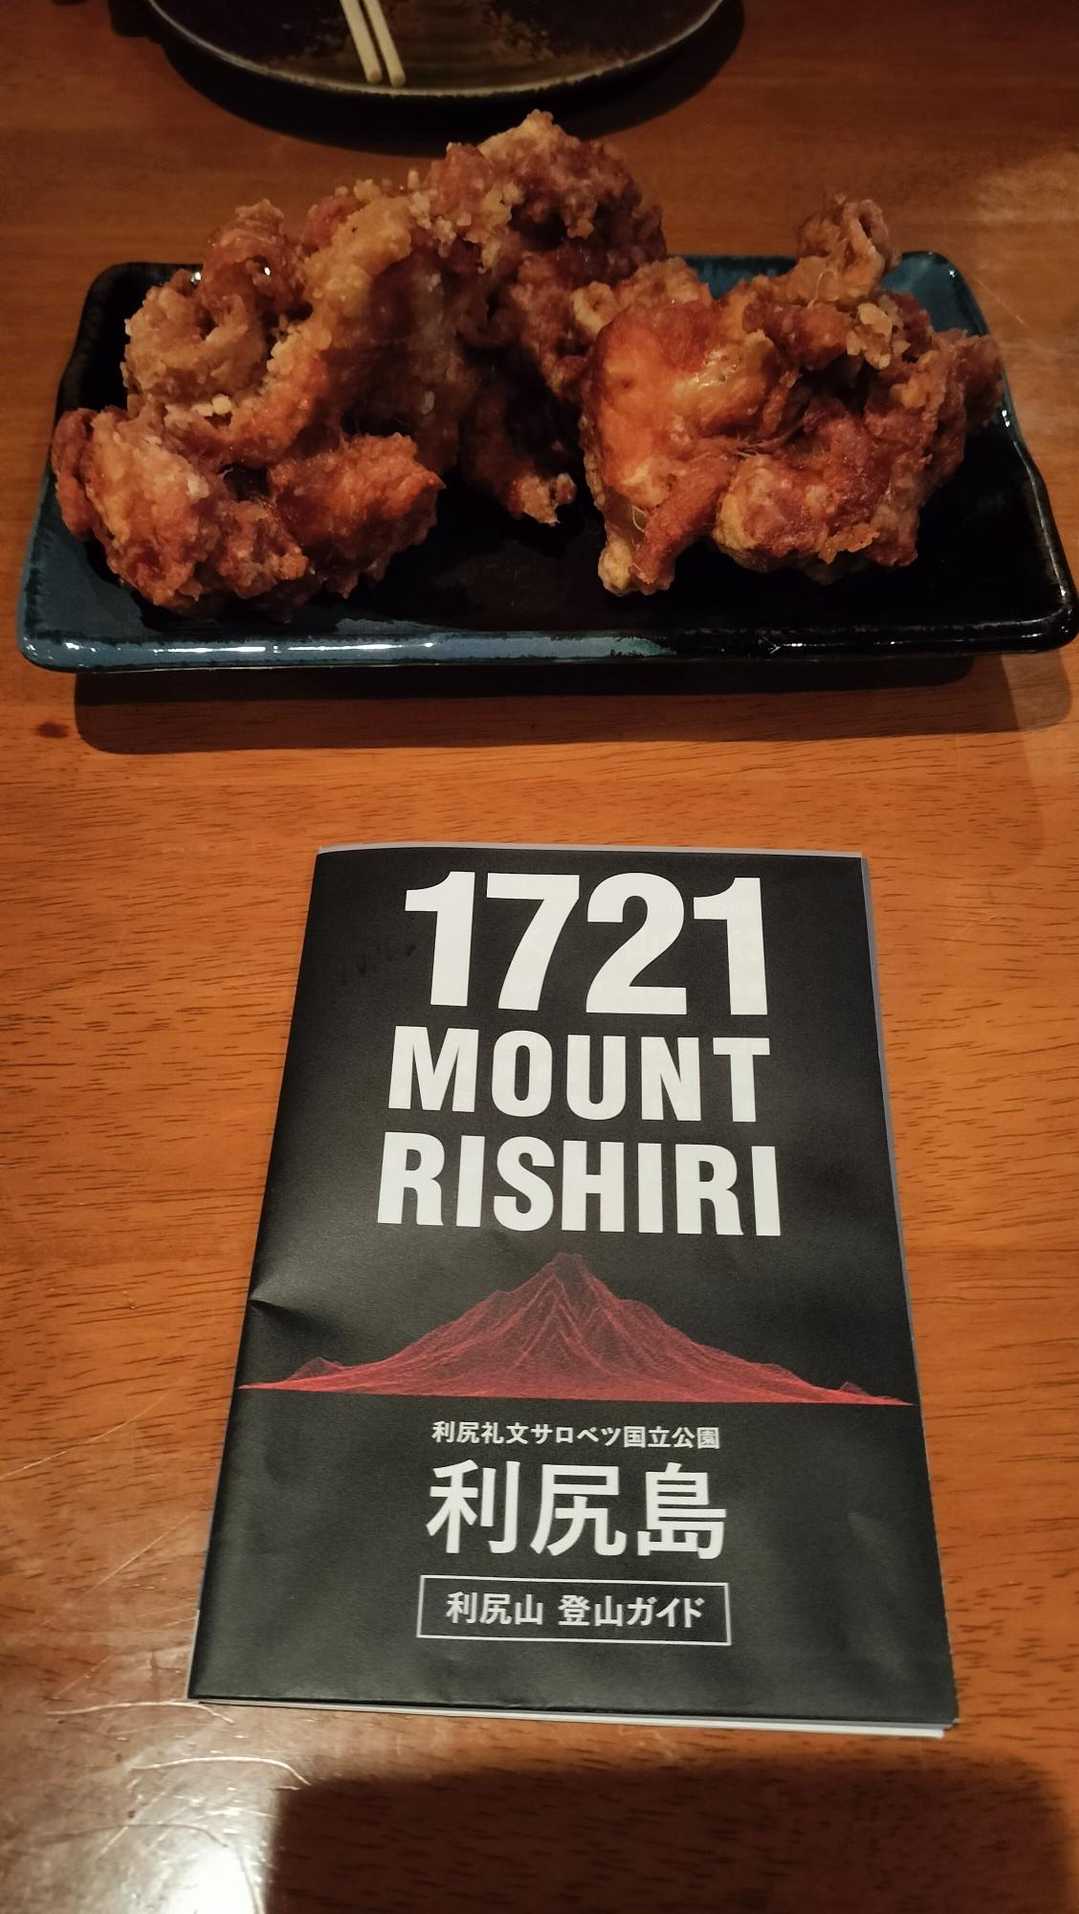 1721
MOUNT
RISHIRI
利尻礼文サロベツ国立公園
利尻島
利尻山 登山ガイド